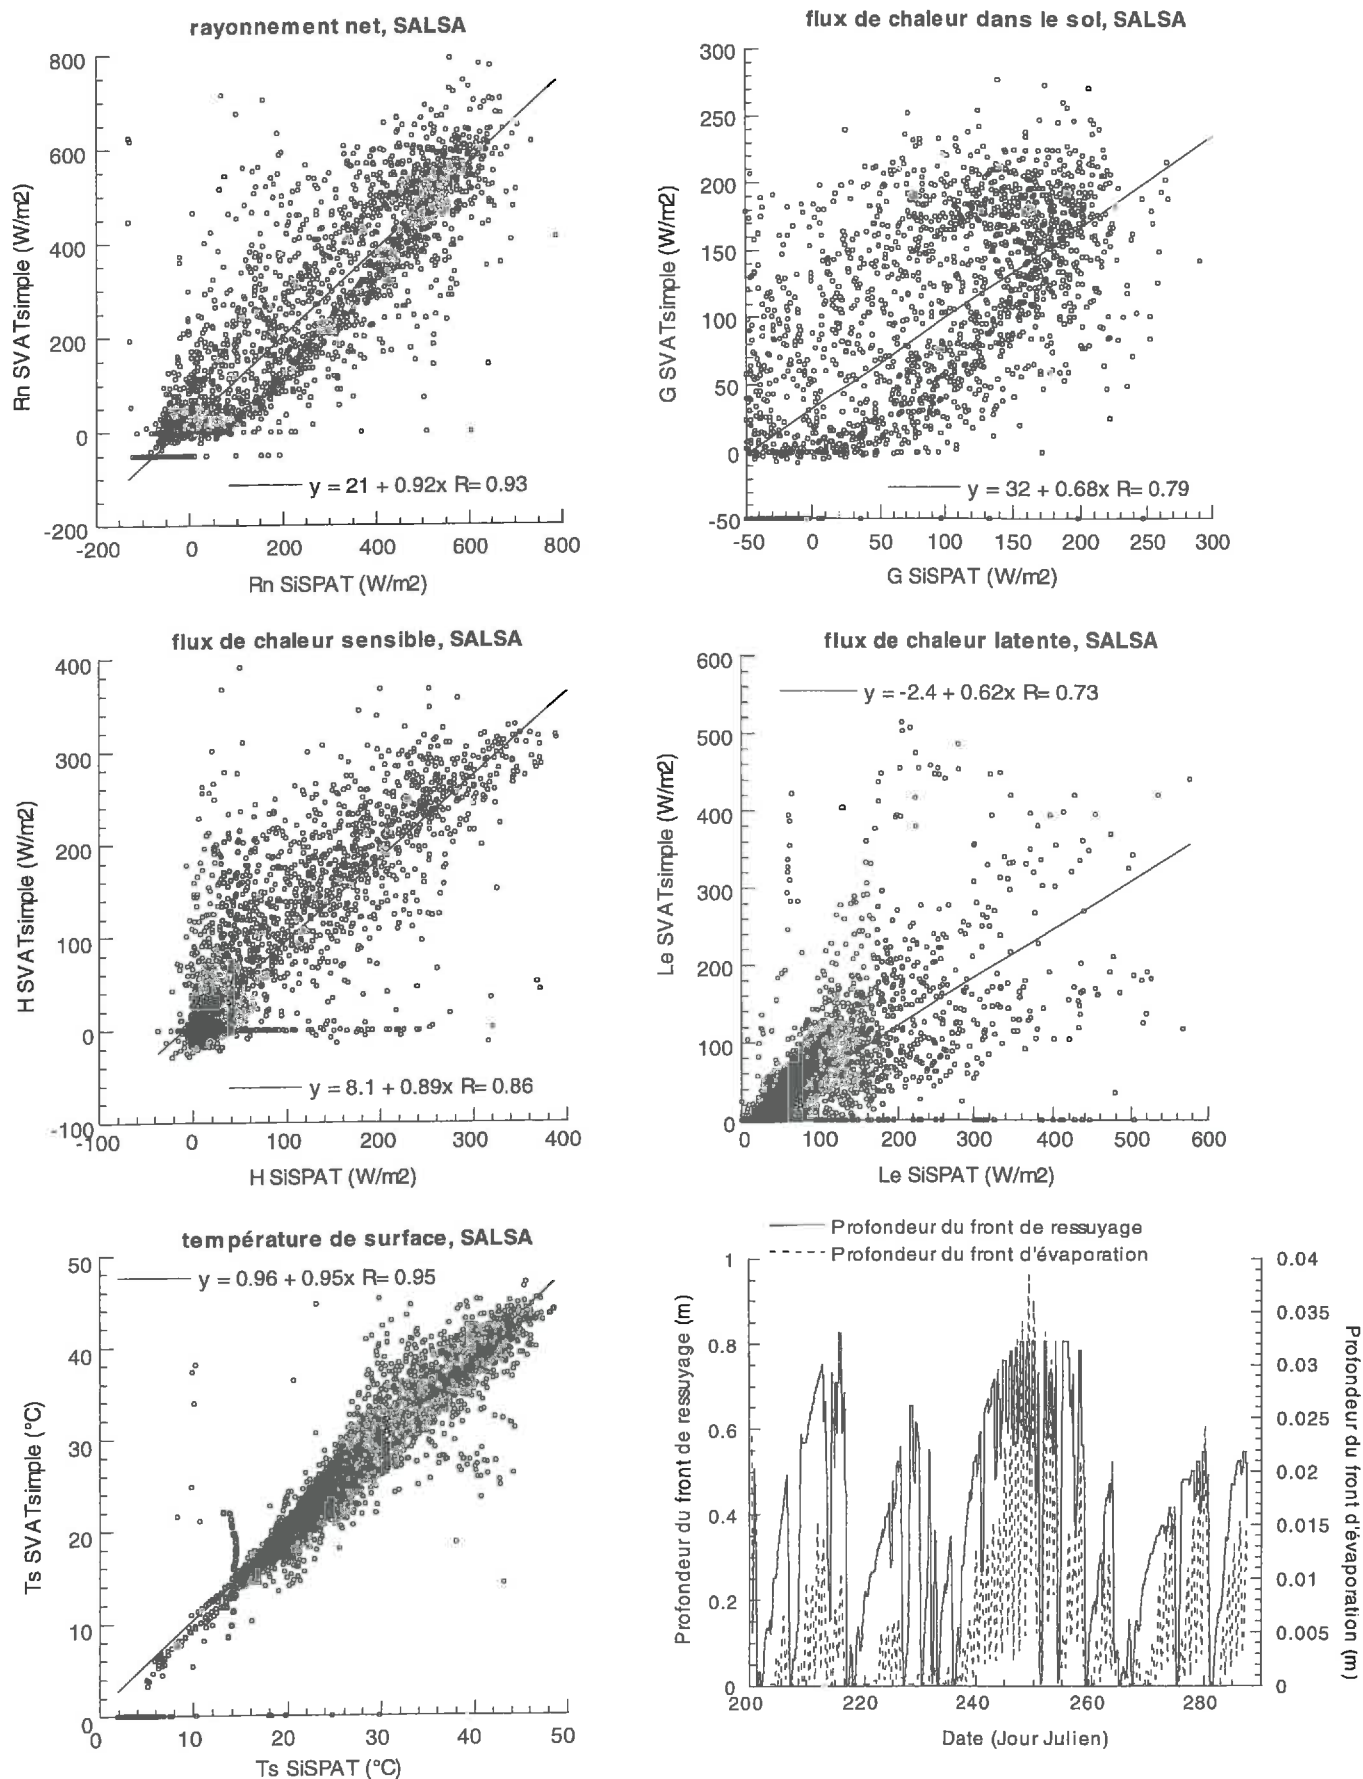 rayonnement net, SALSA
800
600
400
200
0
-200
Rn SVATsimple (W/m2)
y = 21 + 0.92x R= 0.93
-200 0 200 400 600 800
Rn SiSPAT (W/m2)
flux de chaleur dans le sol, SALSA
300
250
200
150
100
50
0
-50
G SVATsimple (W/m2)
y = 32 + 0.68x R= 0.79
-50 0 50 100 150 200 250 300
G SiSPAT (W/m2)
flux de chaleur sensible, SALSA
400
300
200
100
0
-100
H SVATsimple (W/m2)
y = 8.1 + 0.89x R= 0.86
-100 0 100 200 300 400
H SiSPAT (W/m2)
flux de chaleur latente, SALSA
600
500
400
300
200
100
0
Le SVATsimple (W/m2)
y = -2.4 + 0.62x R= 0.73
0 100 200 300 400 500 600
Le SiSPAT (W/m2)
température de surface, SALSA
50
40
30
20
10
0
Ts SVATsimple (°C)
y = 0.96 + 0.95x R= 0.95
0 10 20 30 40 50
Ts SiSPAT (°C)
Profondeur du front de ressuyage
Profondeur du front d'évaporation
1
0.8
0.6
0.4
0.2
0
Profondeur du front de ressuyage (m)
0.04
0.035
0.03
0.025
0.02
0.015
0.01
0.005
0
Profondeur du front d'évaporation (m)
200 220 240 260 280
Date (Jour Julien)